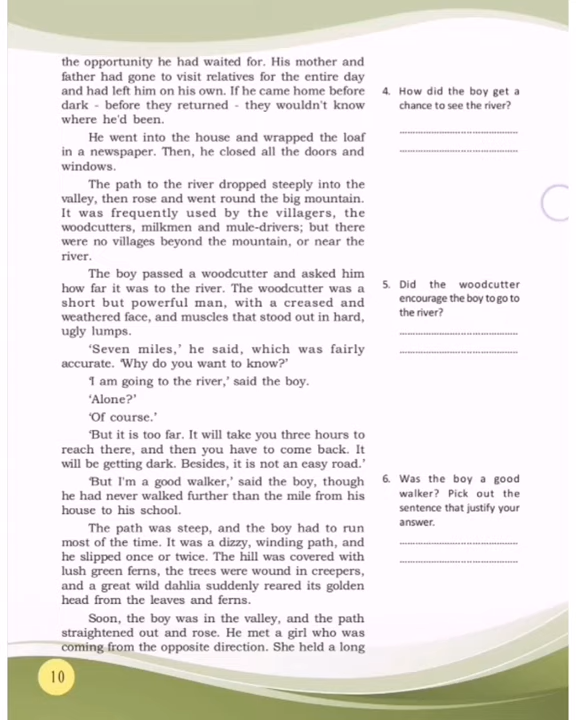 the opportunity he had waited for. His mother and
father had gone to visit relatives for the entire day
and had left him on his own. If he came home before
dark - before they returned - they wouldn't know
where he'd been.
He went into the house and wrapped the loaf
in a newspaper. Then, he closed all the doors and
windows.
The path to the river dropped steeply into the
valley, then rose and went round the big mountain.
It was frequently used by the villagers, the
woodcutters, milkmen and mule-drivers; but there
were no villages beyond the mountain, or near the
river.
The boy passed a woodcutter and asked him
how far it was to the river. The woodcutter was a
short but powerful man, with a creased and
weathered face, and muscles that stood out in hard,
ugly lumps.
'Seven miles,' he said, which was fairly
accurate. 'Why do you want to know?'
'I am going to the river,' said the boy.
'Alone?'
'Of course.'
'But it is too far. It will take you three hours to
reach there, and then you have to come back. It
will be getting dark. Besides, it is not an easy road.'
'But I'm a good walker,' said the boy, though
he had never walked further than the mile from his
house to his school.
The path was steep, and the boy had to run
most of the time. It was a dizzy, winding path, and
he slipped once or twice. The hill was covered with
lush green ferns, the trees were wound in creepers,
and a great wild dahlia suddenly reared its golden
head from the leaves and ferns.
Soon, the boy was in the valley, and the path
straightened out and rose. He met a girl who was
coming from the opposite direction. She held a long
4. How did the boy get a
chance to see the river?
5. Did the woodcutter
encourage the boy to go to
the river?
6. Was the boy a good
walker? Pick out the
sentence that justify your
answer.
10